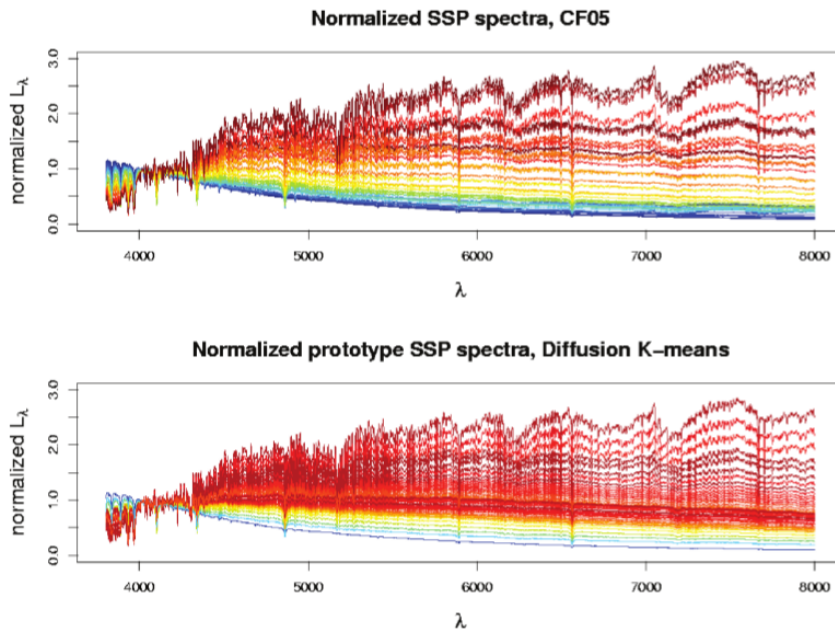 Normalized SSP spectra, CF05
normalized Lλ
3.0
2.0
1.0
0.0
4000 5000 6000 7000 8000
λ
Normalized prototype SSP spectra, Diffusion K−means
normalized Lλ
3.0
2.0
1.0
0.0
4000 5000 6000 7000 8000
λ